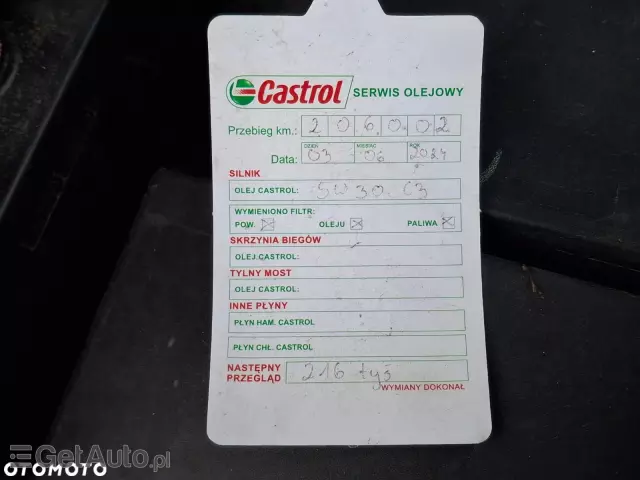 Castrol SERWIS OLEJOWY
Przebieg km.: 206002
DZIEŃ MIESIĄC ROK
Data: 03 06 2024
SILNIK
OLEJ CASTROL: 5W30 C3
WYMIENIONO FILTR:
POW. OLEJU PALIWA
SKRZYNIA BIEGÓW
OLEJ CASTROL:
TYLNY MOST
OLEJ CASTROL:
INNE PŁYNY
PŁYN HAM. CASTROL
PŁYN CHŁ. CASTROL
NASTĘPNY PRZEGLĄD 216 tyś
WYMIANY DOKONAŁ
GetAuto.pl
OTOMOTO